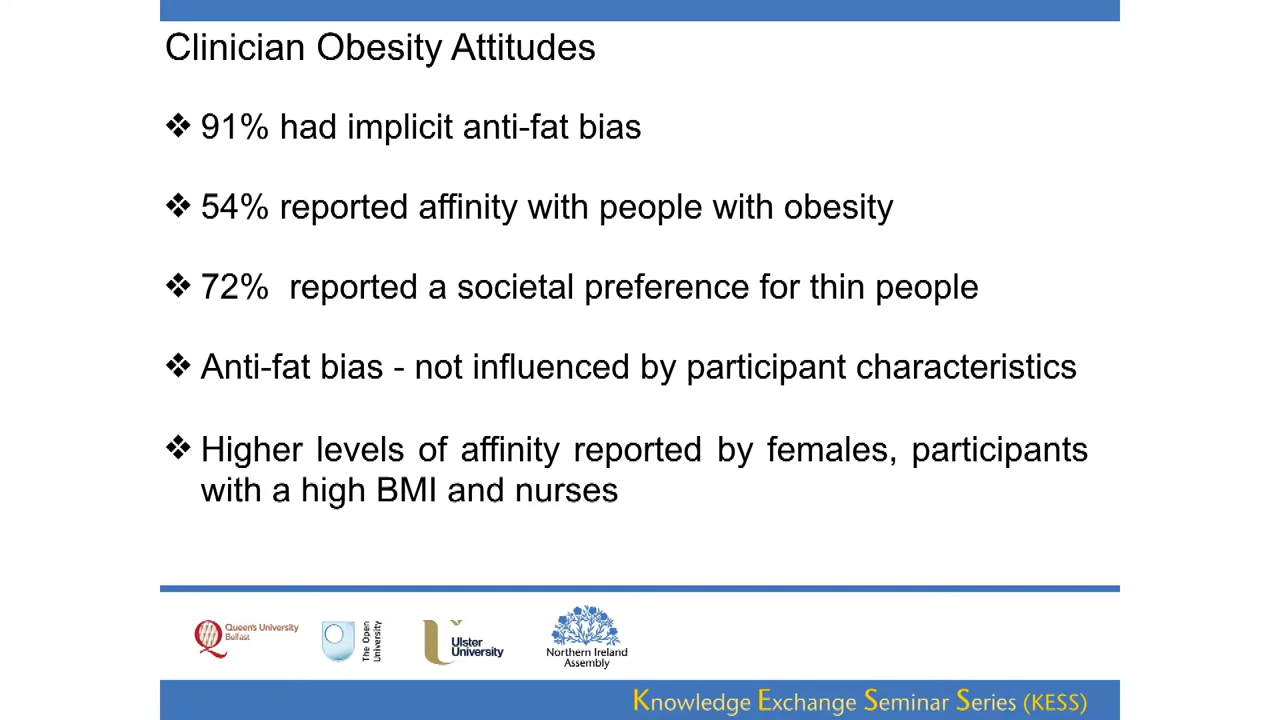 Clinician Obesity Attitudes
❖ 91% had implicit anti-fat bias
❖ 54% reported affinity with people with obesity
❖ 72%  reported a societal preference for thin people
❖ Anti-fat bias - not influenced by participant characteristics
❖ Higher levels of affinity reported by females, participants
with a high BMI and nurses
Queen's University
Belfast
The Open
University
Ulster
University
Northern Ireland
Assembly
Knowledge Exchange Seminar Series (KESS)